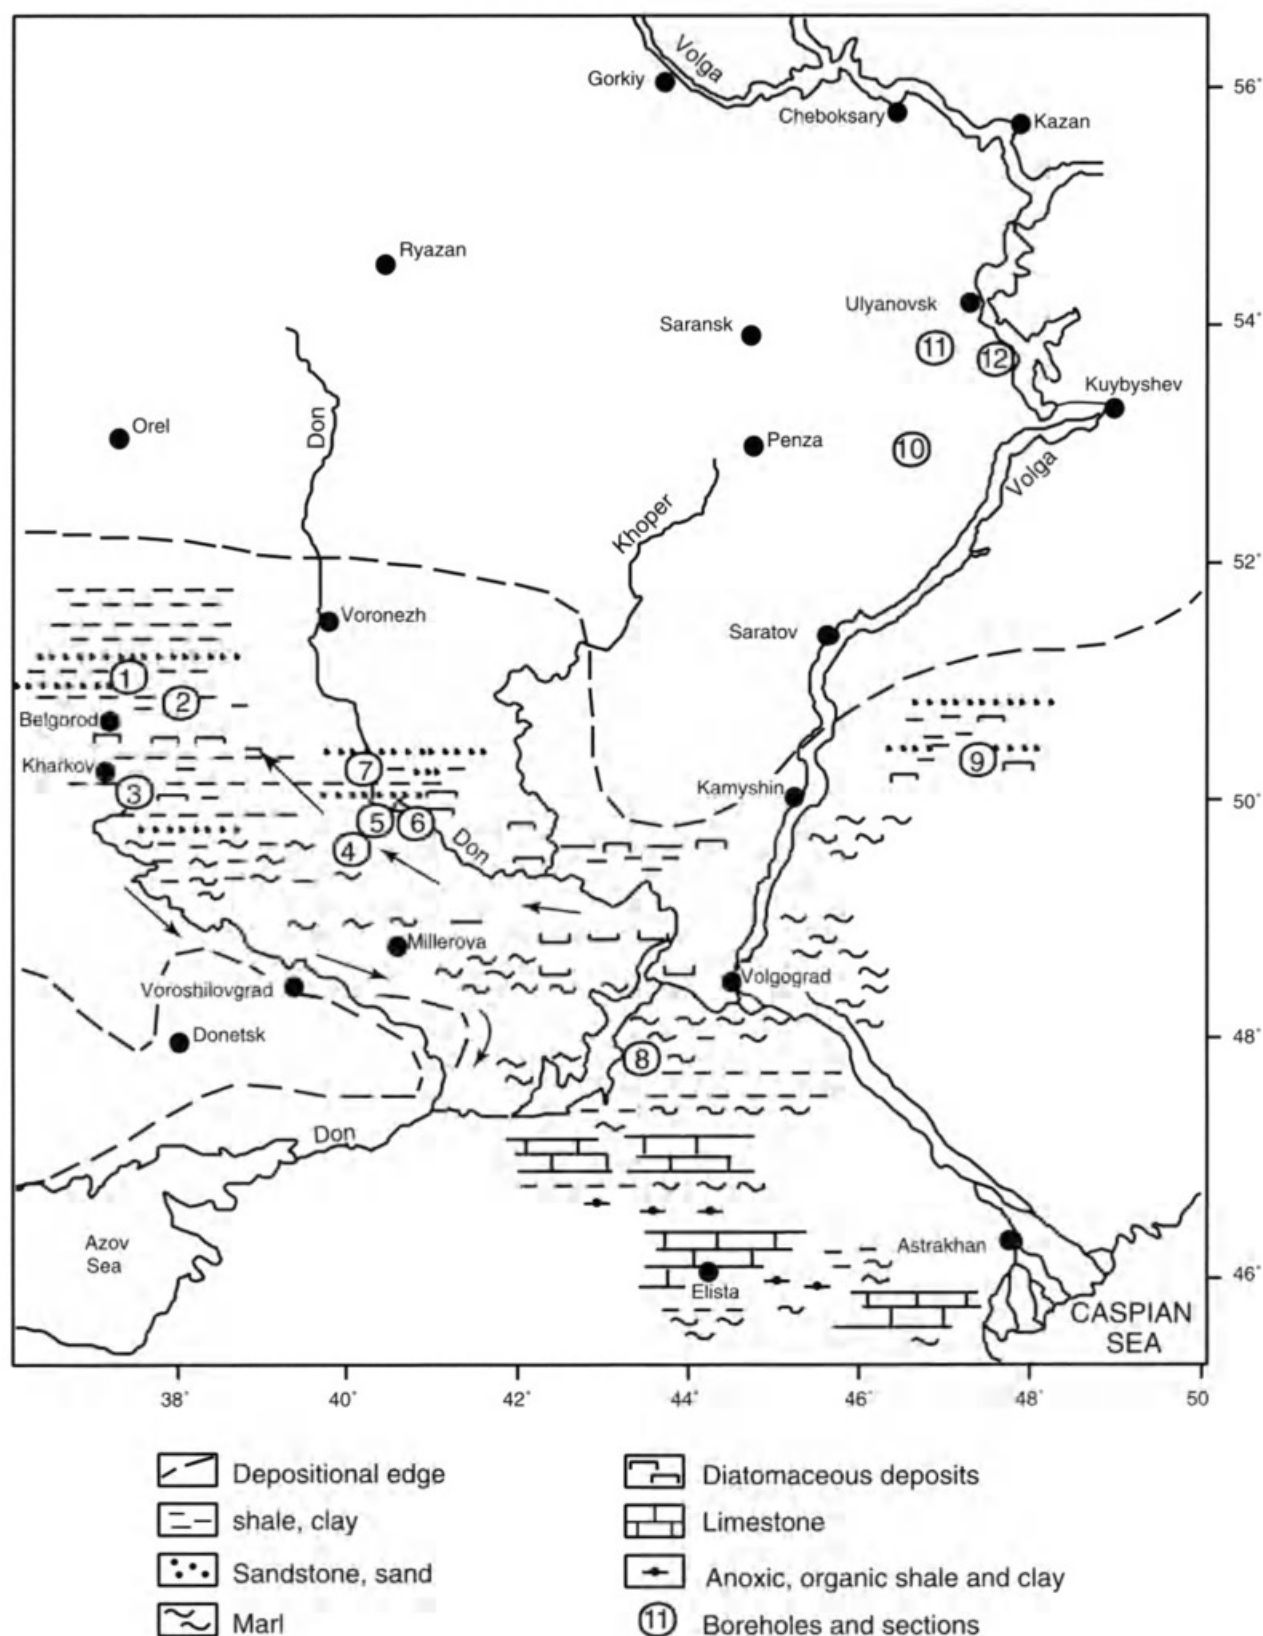 Volga
Gorkiy
56°
Cheboksary
Kazan
Ryazan
Ulyanovsk
Saransk
54°
11
12
Kuybyshev
Orel
Don
Penza
10
Volga
Khoper
52°
Voronezh
Saratov
1
2
Belgorod
Kharkov
7
9
3
Kamyshin
50°
5
6
4
Don
Millerova
Volgograd
Voroshilovgrad
Donetsk
48°
8
Don
Azov
Sea
Astrakhan
46°
Elista
CASPIAN
SEA
38°
40°
42°
44°
46°
48°
50
Depositional edge
Diatomaceous deposits
shale, clay
Limestone
Sandstone, sand
Anoxic, organic shale and clay
Marl
11
Boreholes and sections